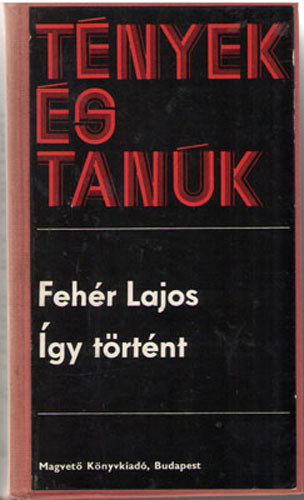 TÉNYEK
ÉS
TANÚK
Fehér Lajos
Így történt
Magvető Könyvkiadó, Budapest